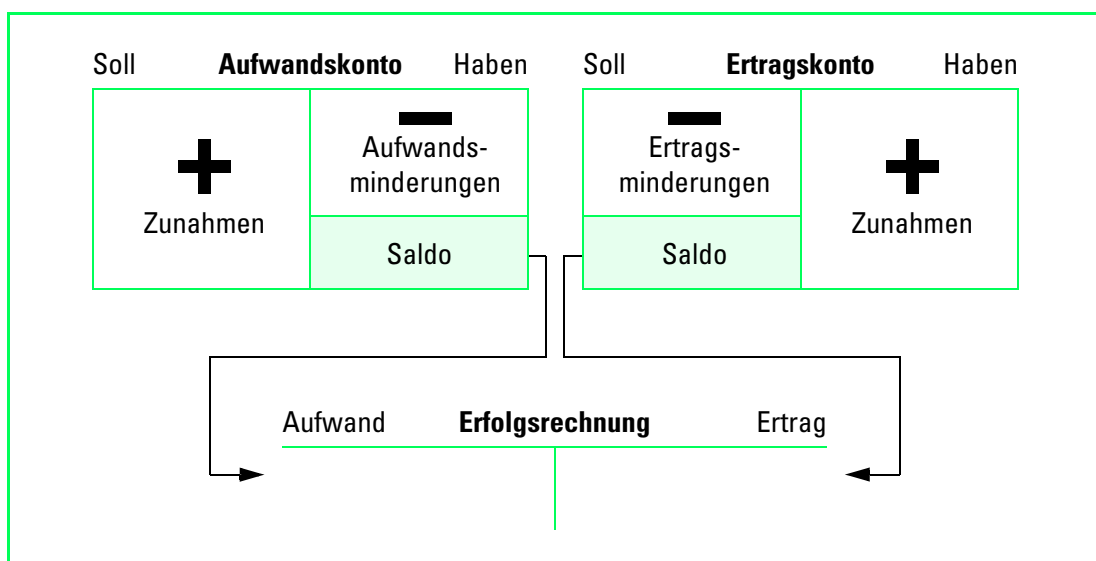 Soll Aufwandskonto Haben
Soll Ertragskonto Haben
Aufwands-
minderungen
Zunahmen
Saldo
Ertrags-
minderungen
Zunahmen
Saldo
Aufwand Erfolgsrechnung Ertrag